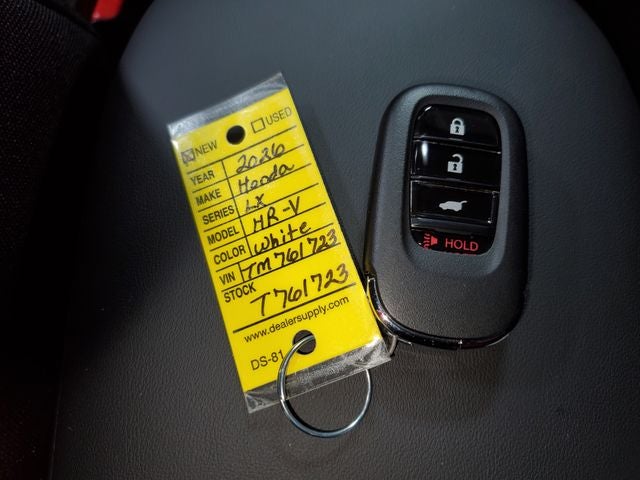 ☒NEW ☐USED
YEAR 2026
MAKE Honda
SERIES LX
MODEL HR-V
COLOR White
VIN TM761723
STOCK
T761723
www.dealersupply.com
DS-81
HOLD